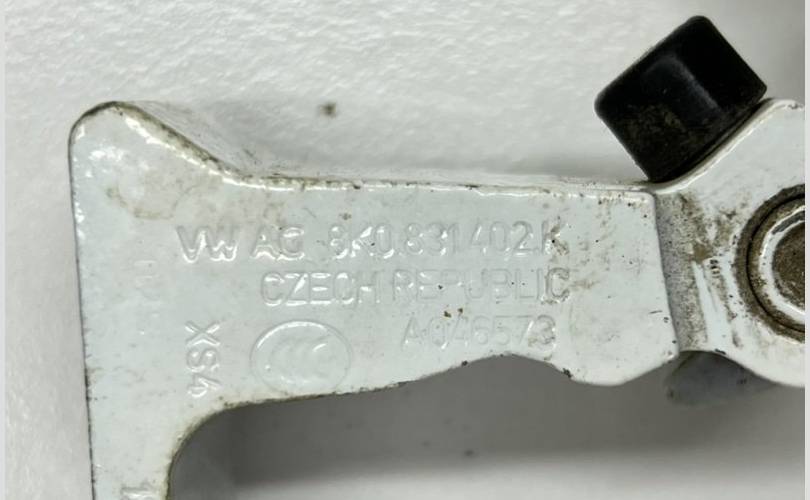 VW AG 8K0.831.402.K
CZECH REPUBLIC
A046573
XS4